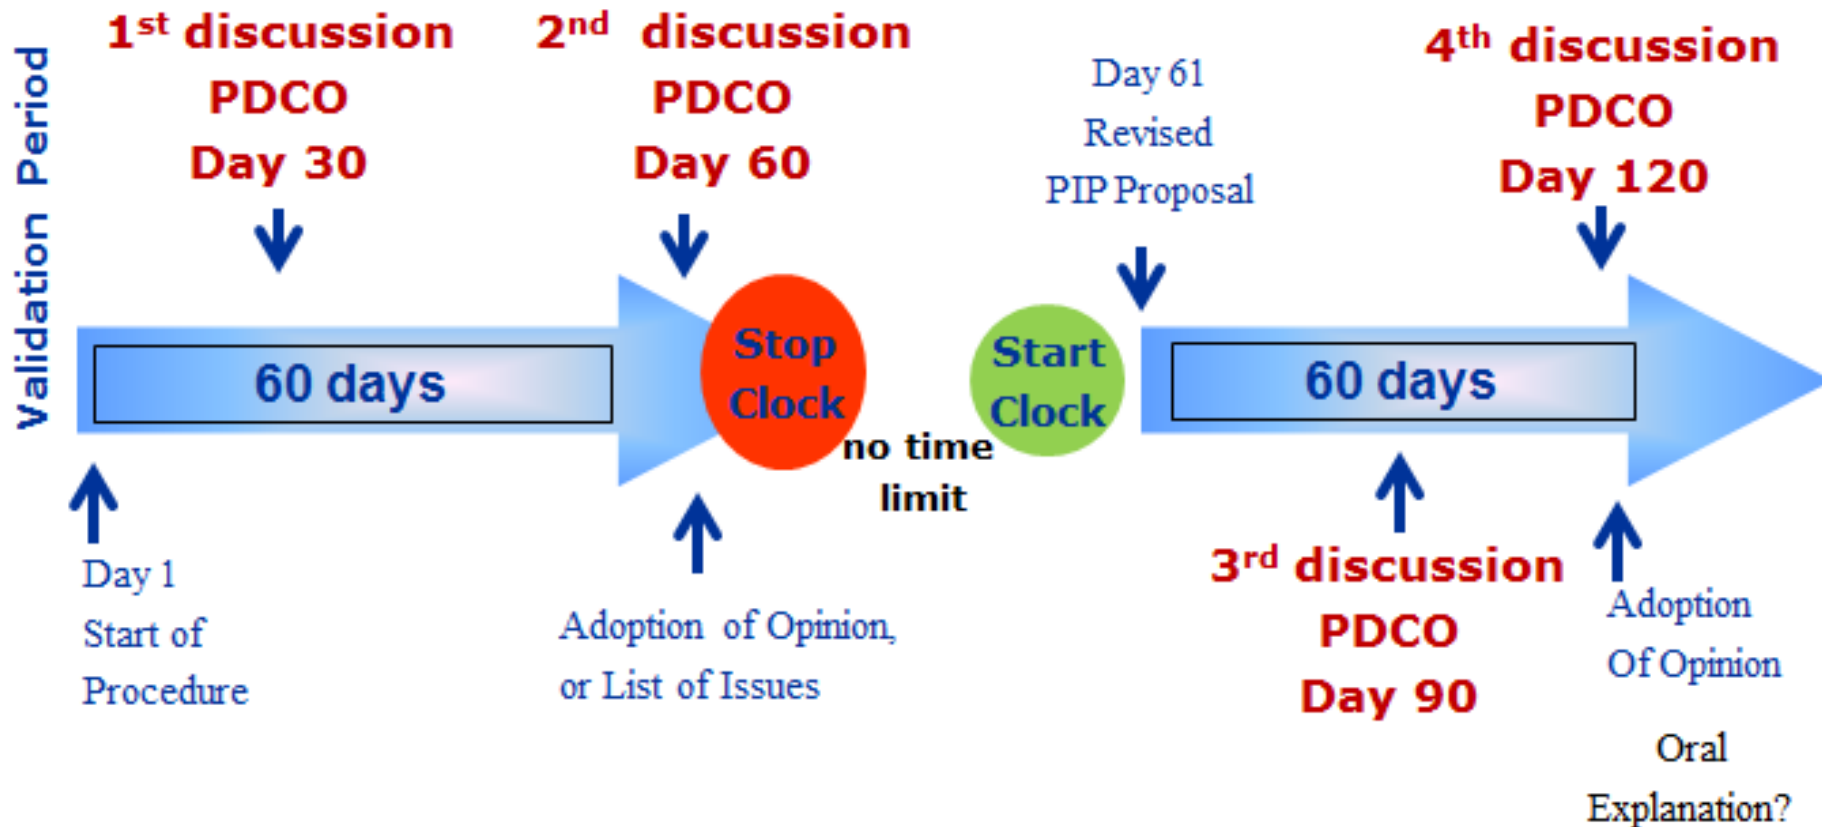 Validation Period
1st discussion
PDCO
Day 30
2nd discussion
PDCO
Day 60
Day 61
Revised
PIP Proposal
4th discussion
PDCO
Day 120
60 days
Stop
Clock
no time
limit
Start
Clock
60 days
Day 1
Start of
Procedure
Adoption of Opinion,
or List of Issues
3rd discussion
PDCO
Day 90
Adoption
Of Opinion
Oral
Explanation?